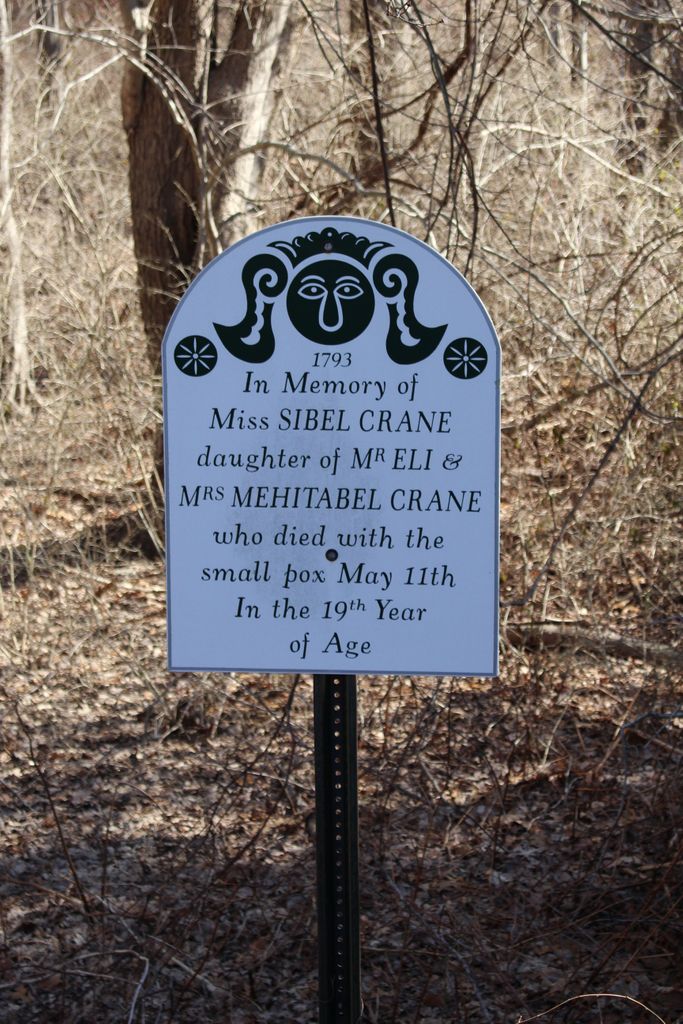 1793
In Memory of
Miss SIBEL CRANE
daughter of MR ELI &
MRS MEHITABEL CRANE
who died with the
small pox May 11th
In the 19th Year
of Age